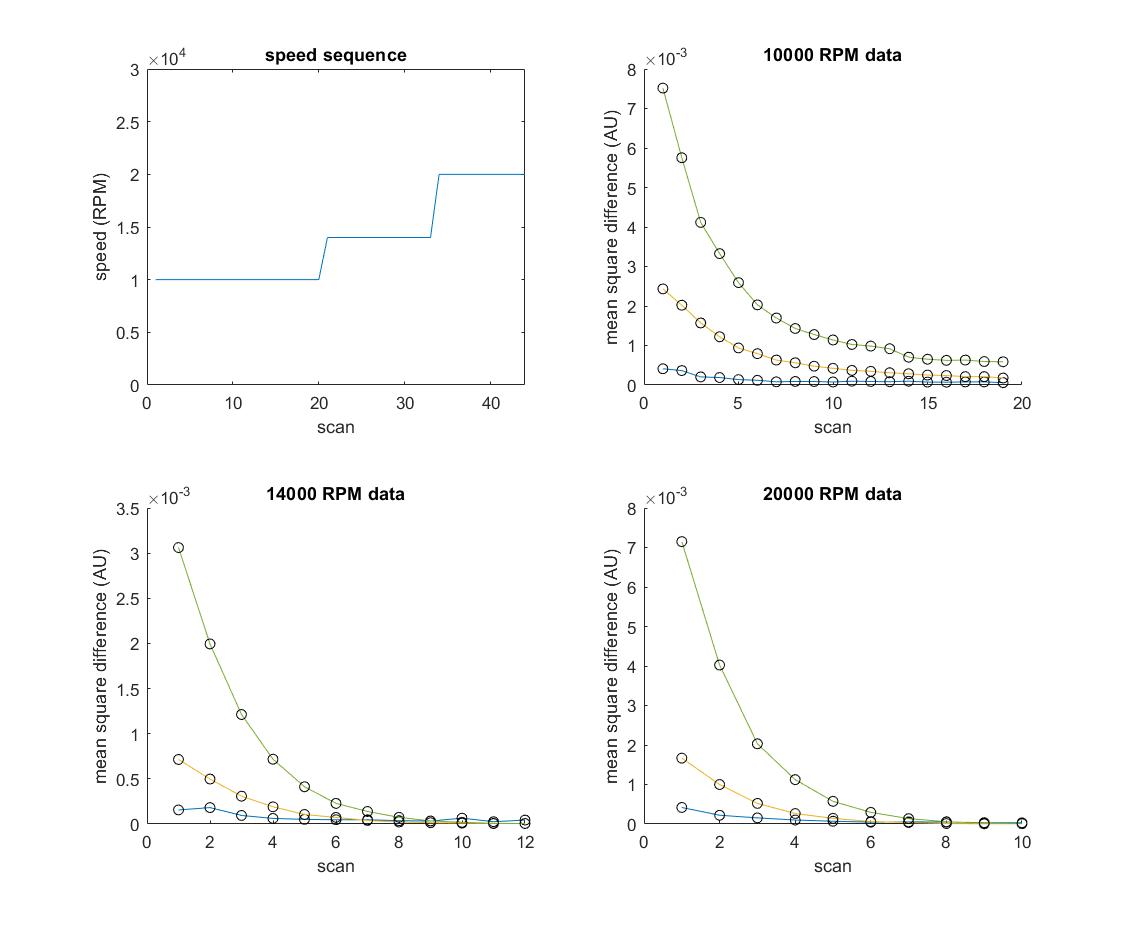 speed sequence
×10⁴
3
2.5
2
1.5
1
0.5
0
0 10 20 30 40
scan
speed (RPM)
10000 RPM data
×10⁻³
8
7
6
5
4
3
2
1
0
0 5 10 15 20
scan
mean square difference (AU)
14000 RPM data
×10⁻³
3.5
3
2.5
2
1.5
1
0.5
0
0 2 4 6 8 10 12
scan
mean square difference (AU)
20000 RPM data
×10⁻³
8
7
6
5
4
3
2
1
0
0 2 4 6 8 10
scan
mean square difference (AU)